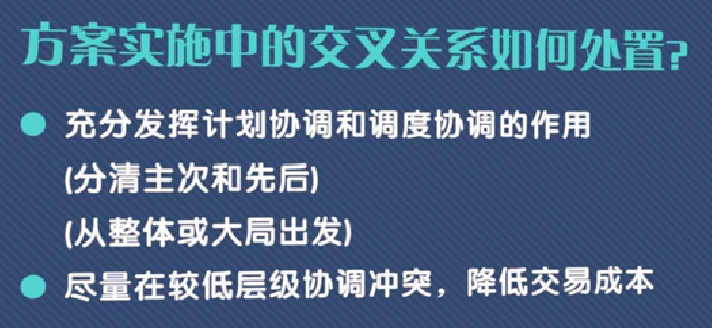 方案实施中的交叉关系如何处置?
充分发挥计划协调和调度协调的作用
(分清主次和先后)
(从整体或大局出发)
尽量在较低层级协调冲突，降低交易成本